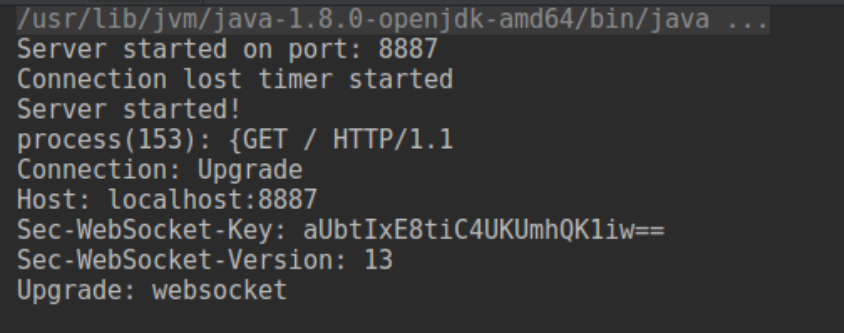 /usr/lib/jvm/java-1.8.0-openjdk-amd64/bin/java ...
Server started on port: 8887
Connection lost timer started
Server started!
process(153): {GET / HTTP/1.1
Connection: Upgrade
Host: localhost:8887
Sec-WebSocket-Key: aUbtIxE8tiC4UKUmhQK1iw==
Sec-WebSocket-Version: 13
Upgrade: websocket